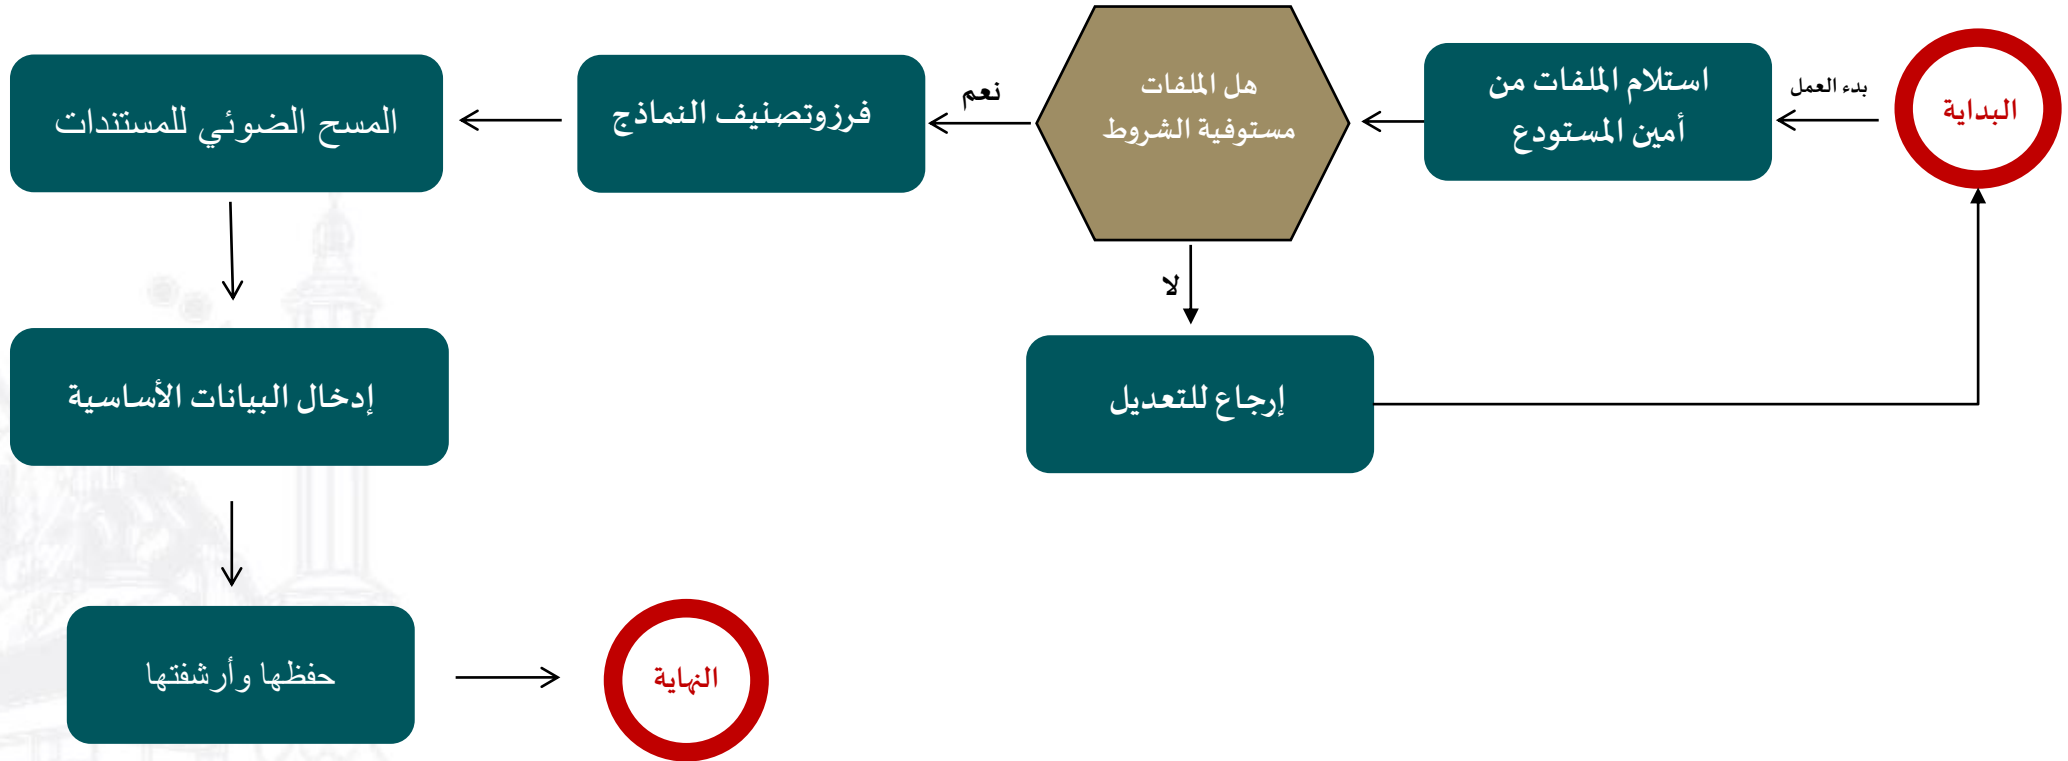 البداية
بدء العمل
استلام الملفات من
أمين المستودع
هل الملفات
مستوفية الشروط
نعم
فرزوتصنيف النماذج
المسح الضوئي للمستندات
لا
إرجاع للتعديل
إدخال البيانات الأساسية
حفظها وأرشفتها
النهاية